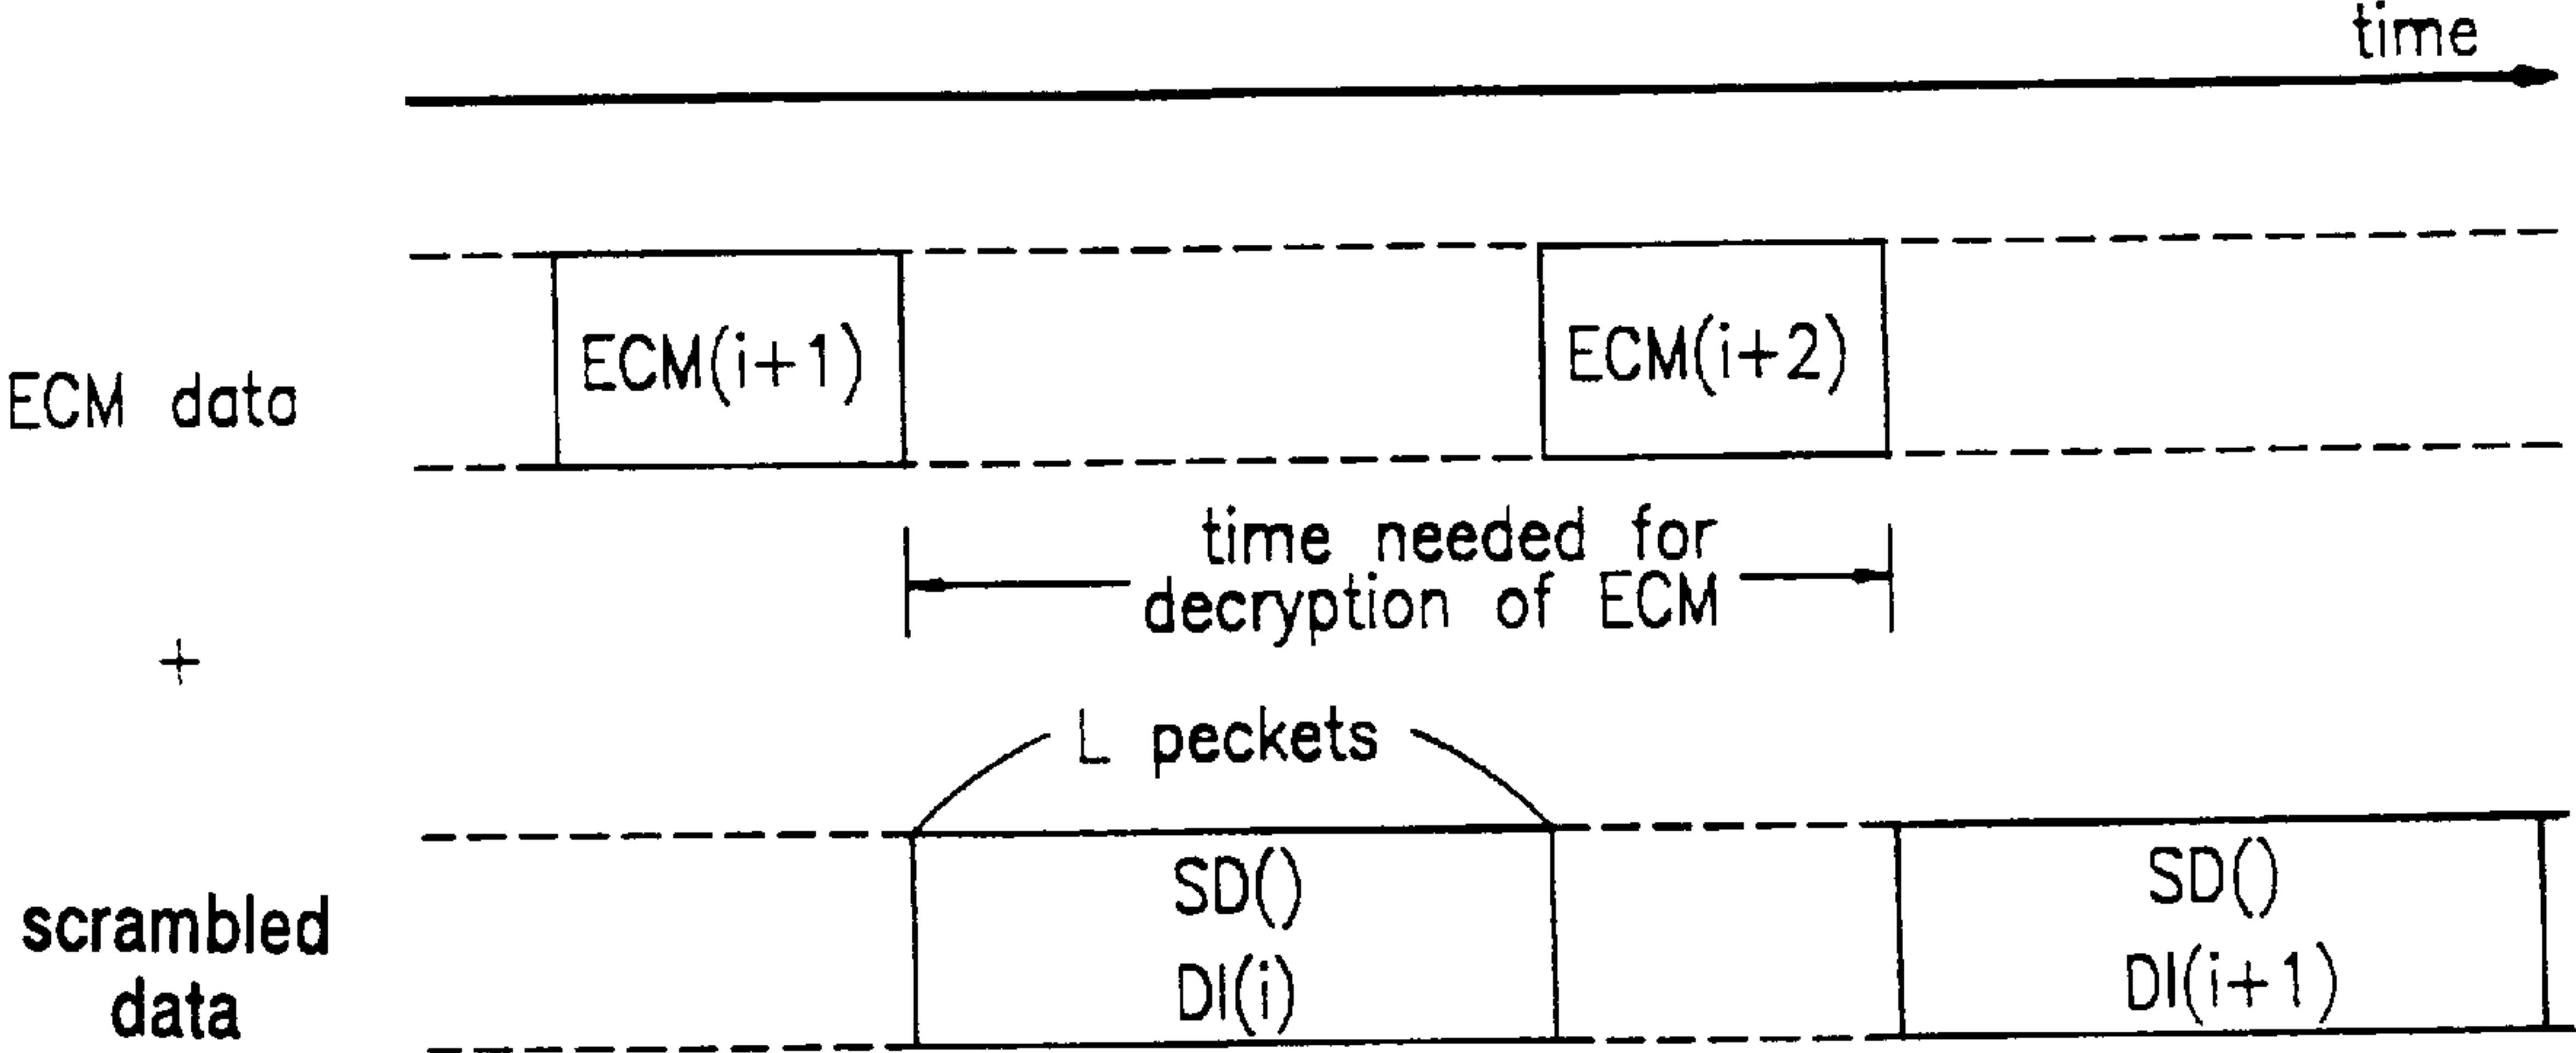 time
ECM data
ECM(i+1)
ECM(i+2)
time needed for
decryption of ECM
+
L peckets
scrambled
data
SD()
DI(i)
SD()
DI(i+1)